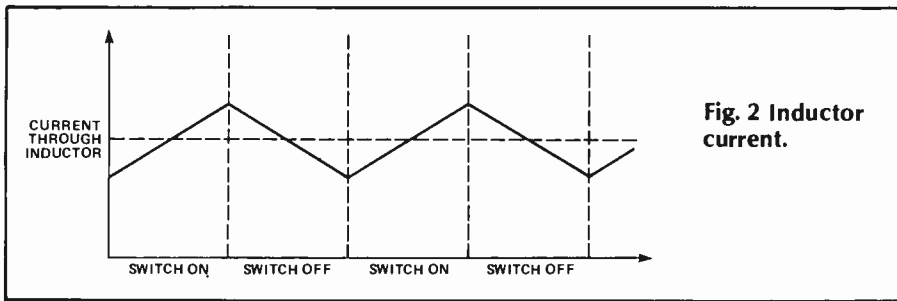 CURRENT
THROUGH
INDUCTOR
SWITCH ON
SWITCH OFF
SWITCH ON
SWITCH OFF
Fig. 2 Inductor
current.